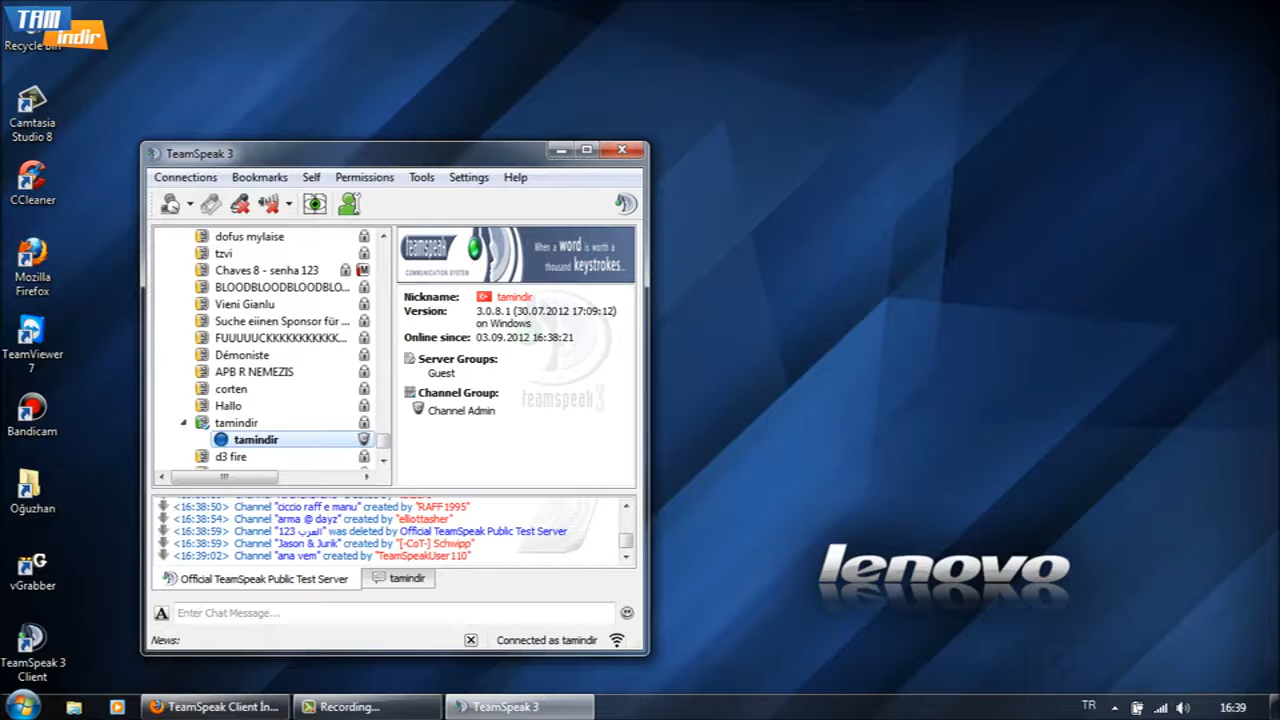 TAM
indir
Recycle Bin
Camtasia
Studio 8
CCleaner
Mozilla
Firefox
TeamViewer
7
Bandicam
Oğuzhan
vGrabber
TeamSpeak 3
Client
TeamSpeak 3
Connections Bookmarks Self Permissions Tools Settings Help
dofus mylaise
tzvi
Chaves 8 - senha 123
M
BLOODBLOODBLOODBLO...
Vieni Gianlu
Suche eiinen Sponsor für ...
FUUUUUCKKKKKKKKKKK...
Démoniste
APB R NEMEZIS
corten
Hallo
tamindir
tamindir
d3 fire
teamspeak
COMMUNICATION SYSTEM
When a word is worth a
thousand keystrokes...
Nickname: tamindir
Version: 3.0.8.1 (30.07.2012 17:09:12)
on Windows
Online since: 03.09.2012 16:38:21
Server Groups:
Guest
Channel Group:
Channel Admin
teamspeak3
<16:38:50> Channel "ciccio raff e manu" created by "RAFF1995"
<16:38:54> Channel "arma @ dayz" created by "elliottasher"
<16:38:59> Channel "العرب 123" was deleted by Official TeamSpeak Public Test Server
<16:38:59> Channel "Jason & Jurik" created by "[-CoT-] Schwipp"
<16:39:02> Channel "ana vem" created by "TeamSpeakUser110"
Official TeamSpeak Public Test Server
tamindir
A Enter Chat Message...
News:
Connected as tamindir
lenovo
TeamSpeak Client İn...
Recording...
TeamSpeak 3
TR
16:39